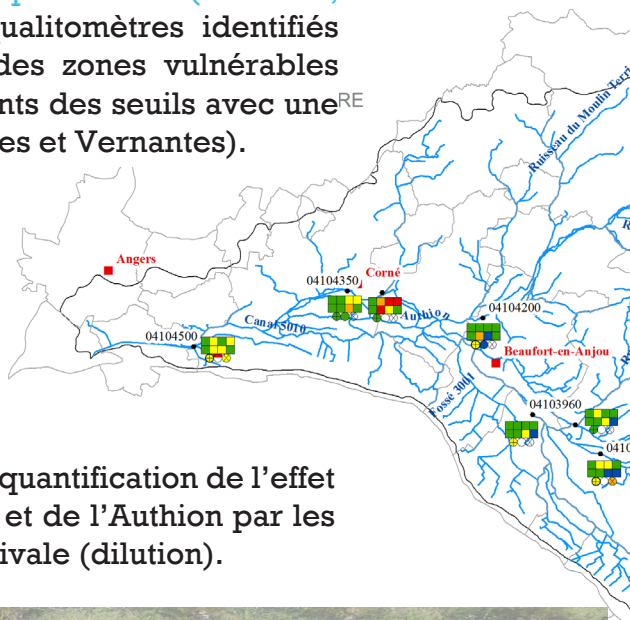 qualitomètres identifiés
des zones vulnérables
nts des seuils avec une
RE
es et Vernantes).
Ruisseau du Moulin
Angers
04104350
Corné
04104200
Authion
Canal 5010
04104500
Beaufort-en-Anjou
Fossé 3001
04103960
0410
quantification de l'effet
et de l'Authion par les
ivale (dilution).